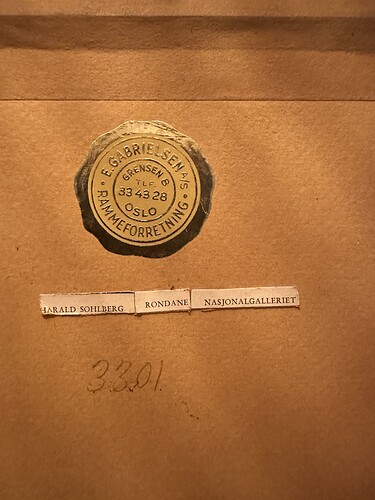 E. GABRIELSEN A/S
GRENSEN 8
TLF.
33 43 28
OSLO
• RAMMEFORRETNING •
HARALD SOHLBERG RONDANE NASJONALGALLERIET
3301.